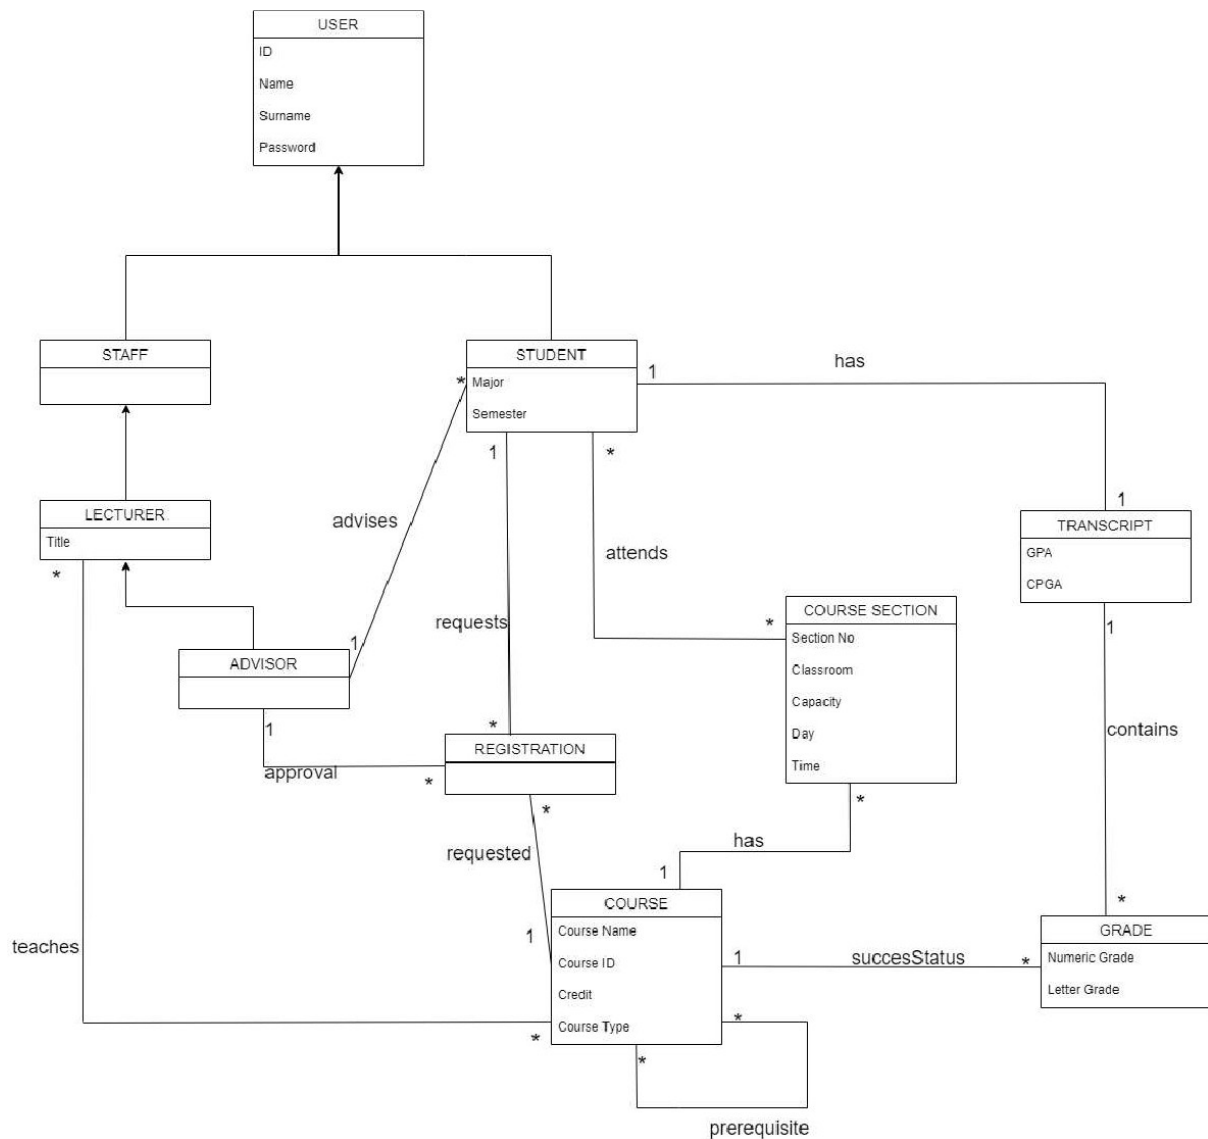 USER
ID
Name
Surname
Password
STAFF
STUDENT
Major
Semester
*
1
has
1
*
1
LECTURER
Title
*
advises
attends
1
TRANSCRIPT
GPA
CPGA
1
requests
*
COURSE SECTION
Section No
Classroom
Capacity
Day
Time
*
1
ADVISOR
1
approval
*
*
REGISTRATION
*
contains
requested
has
1
1
COURSE
Course Name
Course ID
Credit
Course Type
teaches
*
1
succesStatus
*
*
GRADE
Numeric Grade
Letter Grade
*
*
prerequisite